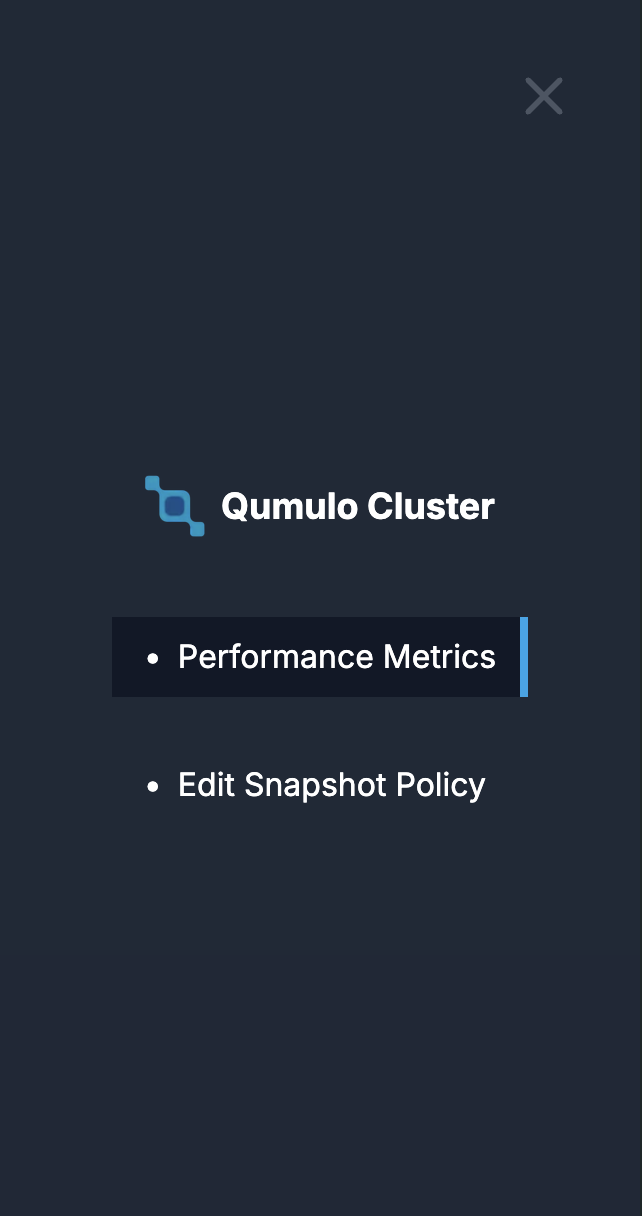 Qumulo Cluster
• Performance Metrics
• Edit Snapshot Policy